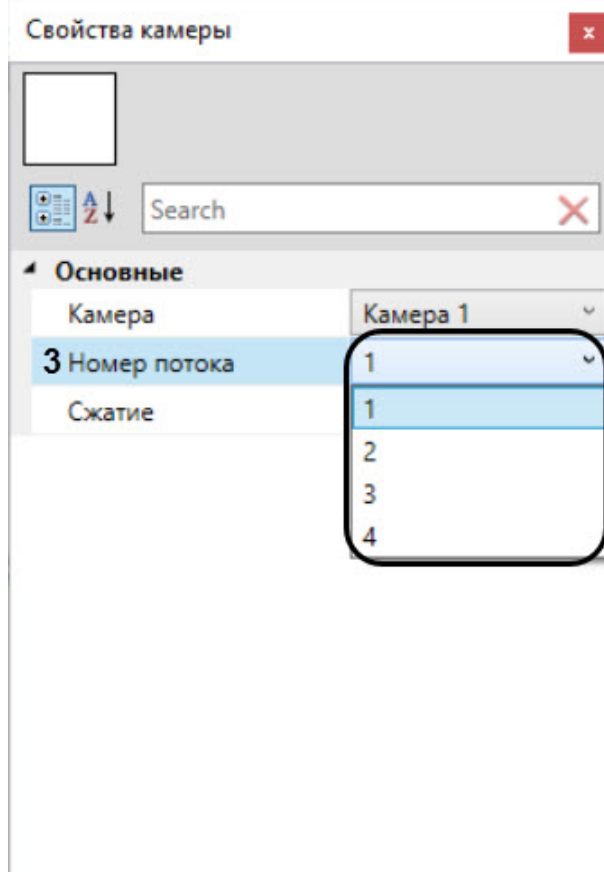 Свойства камеры
x
A
Z
Search
Основные
Камера Камера 1
3 Номер потока 1
Сжатие 1
2
3
4